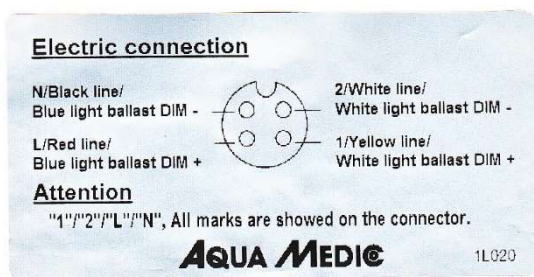 Electric connection
N/Black line/
Blue light ballast DIM -
2/White line/
White light ballast DIM -
L/Red line/
Blue light ballast DIM +
1/Yellow line/
White light ballast DIM +
Attention
"1"/"2"/"L"/"N", All marks are showed on the connector.
AQUA MEDIC
1L020